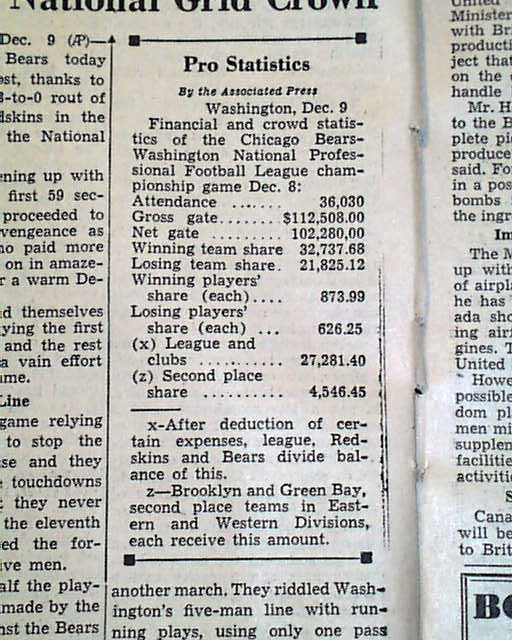 National Grid Crown
Dec. 9 (AP)—
Bears today
est, thanks to
-to-0 rout of
dskins in the
the National
ning up with
first 59 sec-
proceeded to
vengeance as
no paid more
on in amaze-
r a warm De-
d themselves
ying the first
and the rest
a vain effort
ame.
Line
game relying
to stop the
se and they
touchdowns
they never
the eleventh
ed the for-
ive men.
alf the play-
made by the
nst the Bears
Pro Statistics
By the Associated Press
Washington, Dec. 9
Financial and crowd statis-
tics of the Chicago Bears-
Washington National Profes-
sional Football League cham-
pionship game Dec. 8:
Attendance ....... 36,030
Gross gate........$112,508.00
Net gate ......... 102,280,00
Winning team share 32,737.68
Losing team share. 21,825.12
Winning players'
share (each).... 873.99
Losing players'
share (each) ... 626.25
(x) League and
clubs ........... 27,281.40
(z) Second place
share .......... 4,546.45
x-After deduction of cer-
tain expenses, league, Red-
skins and Bears divide bal-
ance of this.
z—Brooklyn and Green Bay,
second place teams in East-
ern and Western Divisions,
each receive this amount.
another march. They riddled Wash-
ington's five-man line with run-
ning plays, using only one pass
United
Minister
with Bri
producti
ject that
on the
handle
Mr. H
to the B
plete pi
produce
said. Fo
in a pos
bombs
the ingr
Im
The M
up with
of airpla
he has
ada sho
ing airf
gines. T
United
Howe
possible
dom pl
men mi
supplem
faciliti
activiti
S
Cana
will be
to Brit
BO